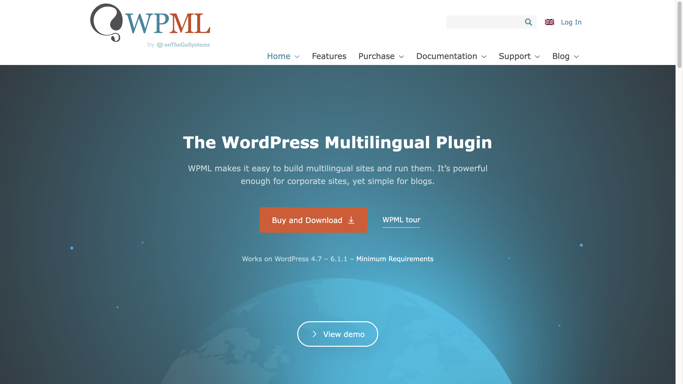 WPML
by onTheGoSystems
Log In
Home Features Purchase Documentation Support Blog
The WordPress Multilingual Plugin
WPML makes it easy to build multilingual sites and run them. It's powerful
enough for corporate sites, yet simple for blogs.
Buy and Download WPML tour
Works on WordPress 4.7 – 6.1.1 – Minimum Requirements
View demo